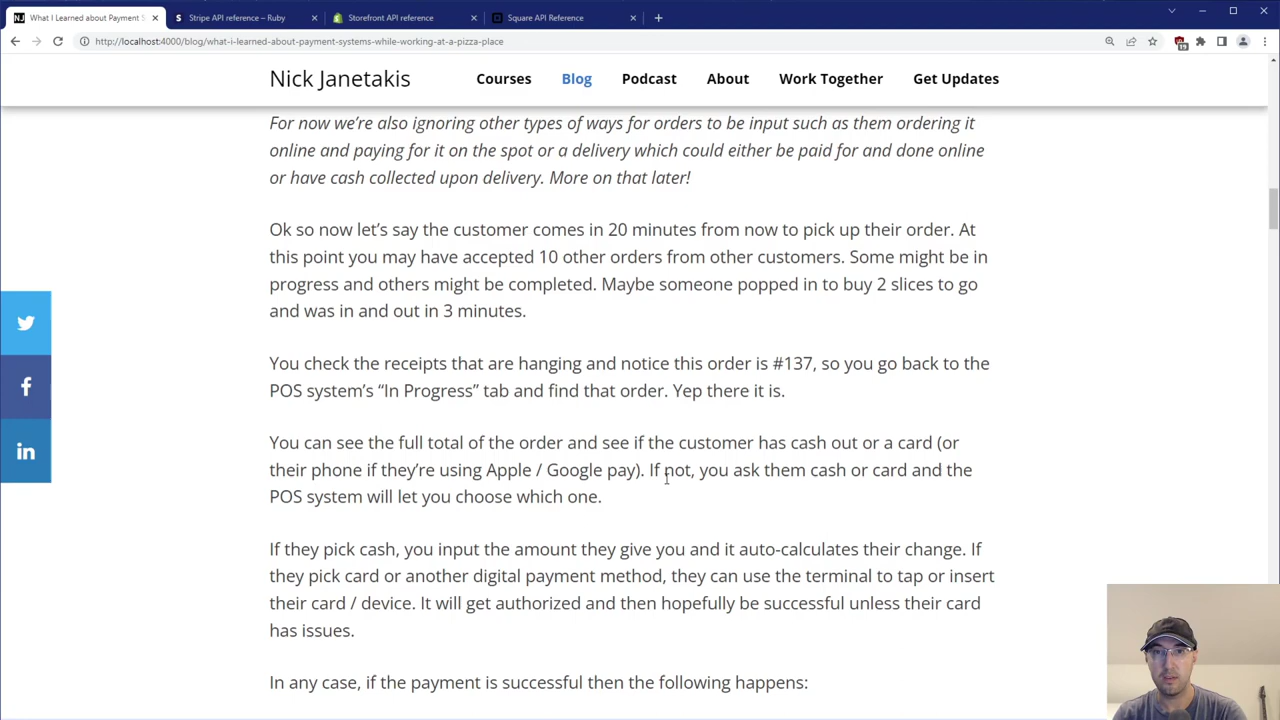 What I Learned about Payment S
Stripe API reference – Ruby
Storefront API reference
Square API Reference
http://localhost:4000/blog/what-i-learned-about-payment-systems-while-working-at-a-pizza-place
19
Nick Janetakis
Courses
Blog
Podcast
About
Work Together
Get Updates
For now we’re also ignoring other types of ways for orders to be input such as them ordering it
online and paying for it on the spot or a delivery which could either be paid for and done online
or have cash collected upon delivery. More on that later!
Ok so now let’s say the customer comes in 20 minutes from now to pick up their order. At
this point you may have accepted 10 other orders from other customers. Some might be in
progress and others might be completed. Maybe someone popped in to buy 2 slices to go
and was in and out in 3 minutes.
You check the receipts that are hanging and notice this order is #137, so you go back to the
POS system’s “In Progress” tab and find that order. Yep there it is.
You can see the full total of the order and see if the customer has cash out or a card (or
their phone if they’re using Apple / Google pay). If not, you ask them cash or card and the
POS system will let you choose which one.
If they pick cash, you input the amount they give you and it auto-calculates their change. If
they pick card or another digital payment method, they can use the terminal to tap or insert
their card / device. It will get authorized and then hopefully be successful unless their card
has issues.
In any case, if the payment is successful then the following happens: